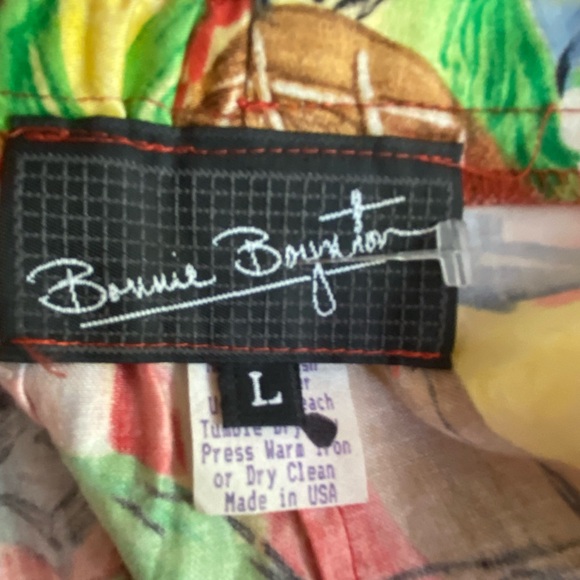 Bonnie Boynton
L
Tumble Dry
Press Warm Iron
or Dry Clean
Made in USA